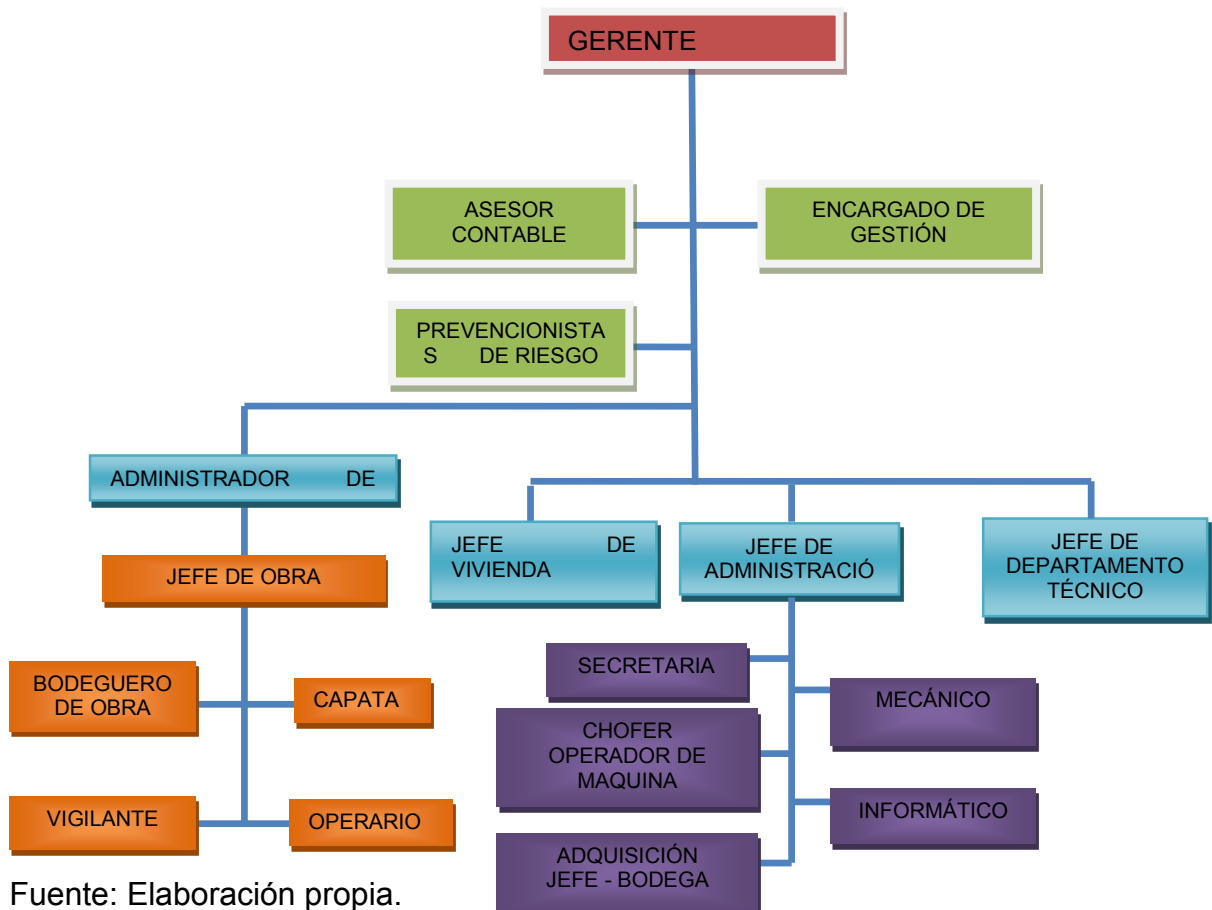 GERENTE
ASESOR
CONTABLE
ENCARGADO DE
GESTIÓN
PREVENCIONISTA
S DE RIESGO
ADMINISTRADOR DE
JEFE DE
VIVIENDA
JEFE DE
ADMINISTRACIÓ
JEFE DE
DEPARTAMENTO
TÉCNICO
JEFE DE OBRA
BODEGUERO
DE OBRA
CAPATA
VIGILANTE
OPERARIO
SECRETARIA
MECÁNICO
CHOFER
OPERADOR DE
MAQUINA
INFORMÁTICO
ADQUISICIÓN
JEFE - BODEGA
Fuente: Elaboración propia.